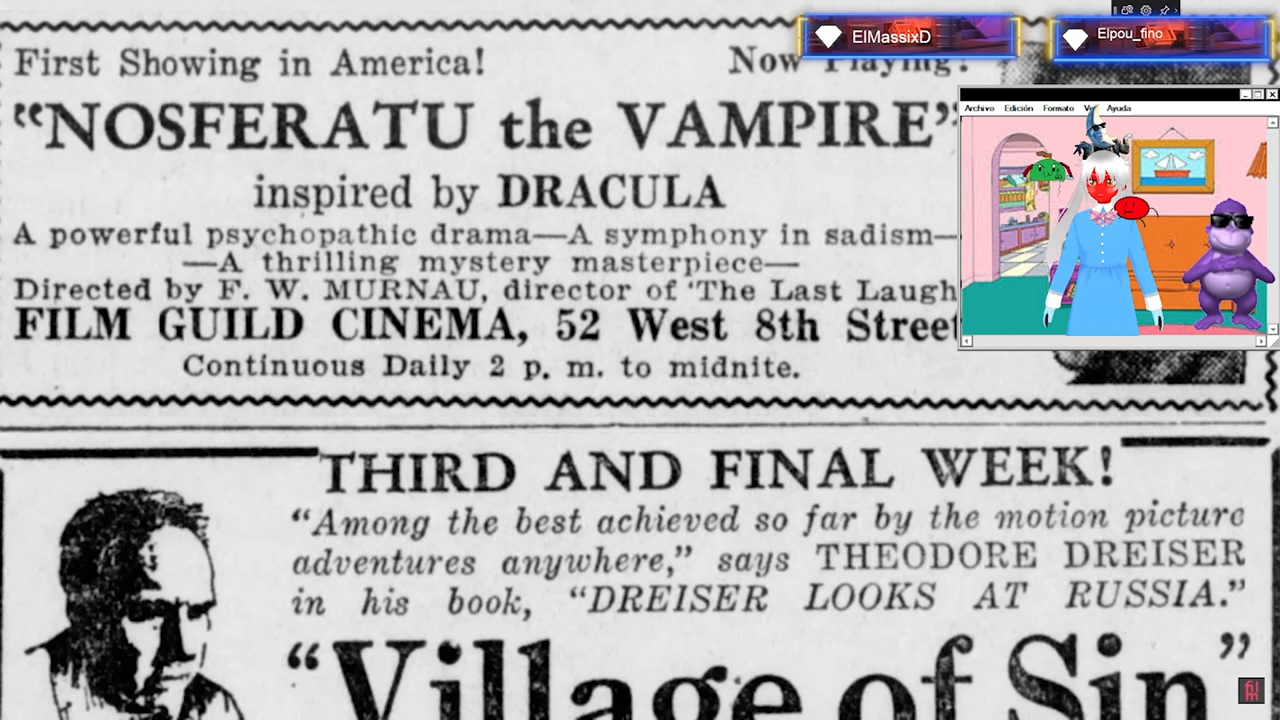 ElMassixD
Elpou_fino
First Showing in America!
Now Playing!
"NOSFERATU the VAMPIRE"
inspired by DRACULA
A powerful psychopathic drama—A symphony in sadism—
—A thrilling mystery masterpiece—
Directed by F. W. MURNAU, director of 'The Last Laugh
FILM GUILD CINEMA, 52 West 8th Street
Continuous Daily 2 p. m. to midnite.
Archivo Edición Formato Ayuda
THIRD AND FINAL WEEK!
"Among the best achieved so far by the motion picture
adventures anywhere," says THEODORE DREISER
in his book, "DREISER LOOKS AT RUSSIA."
"Village of Sin"
film